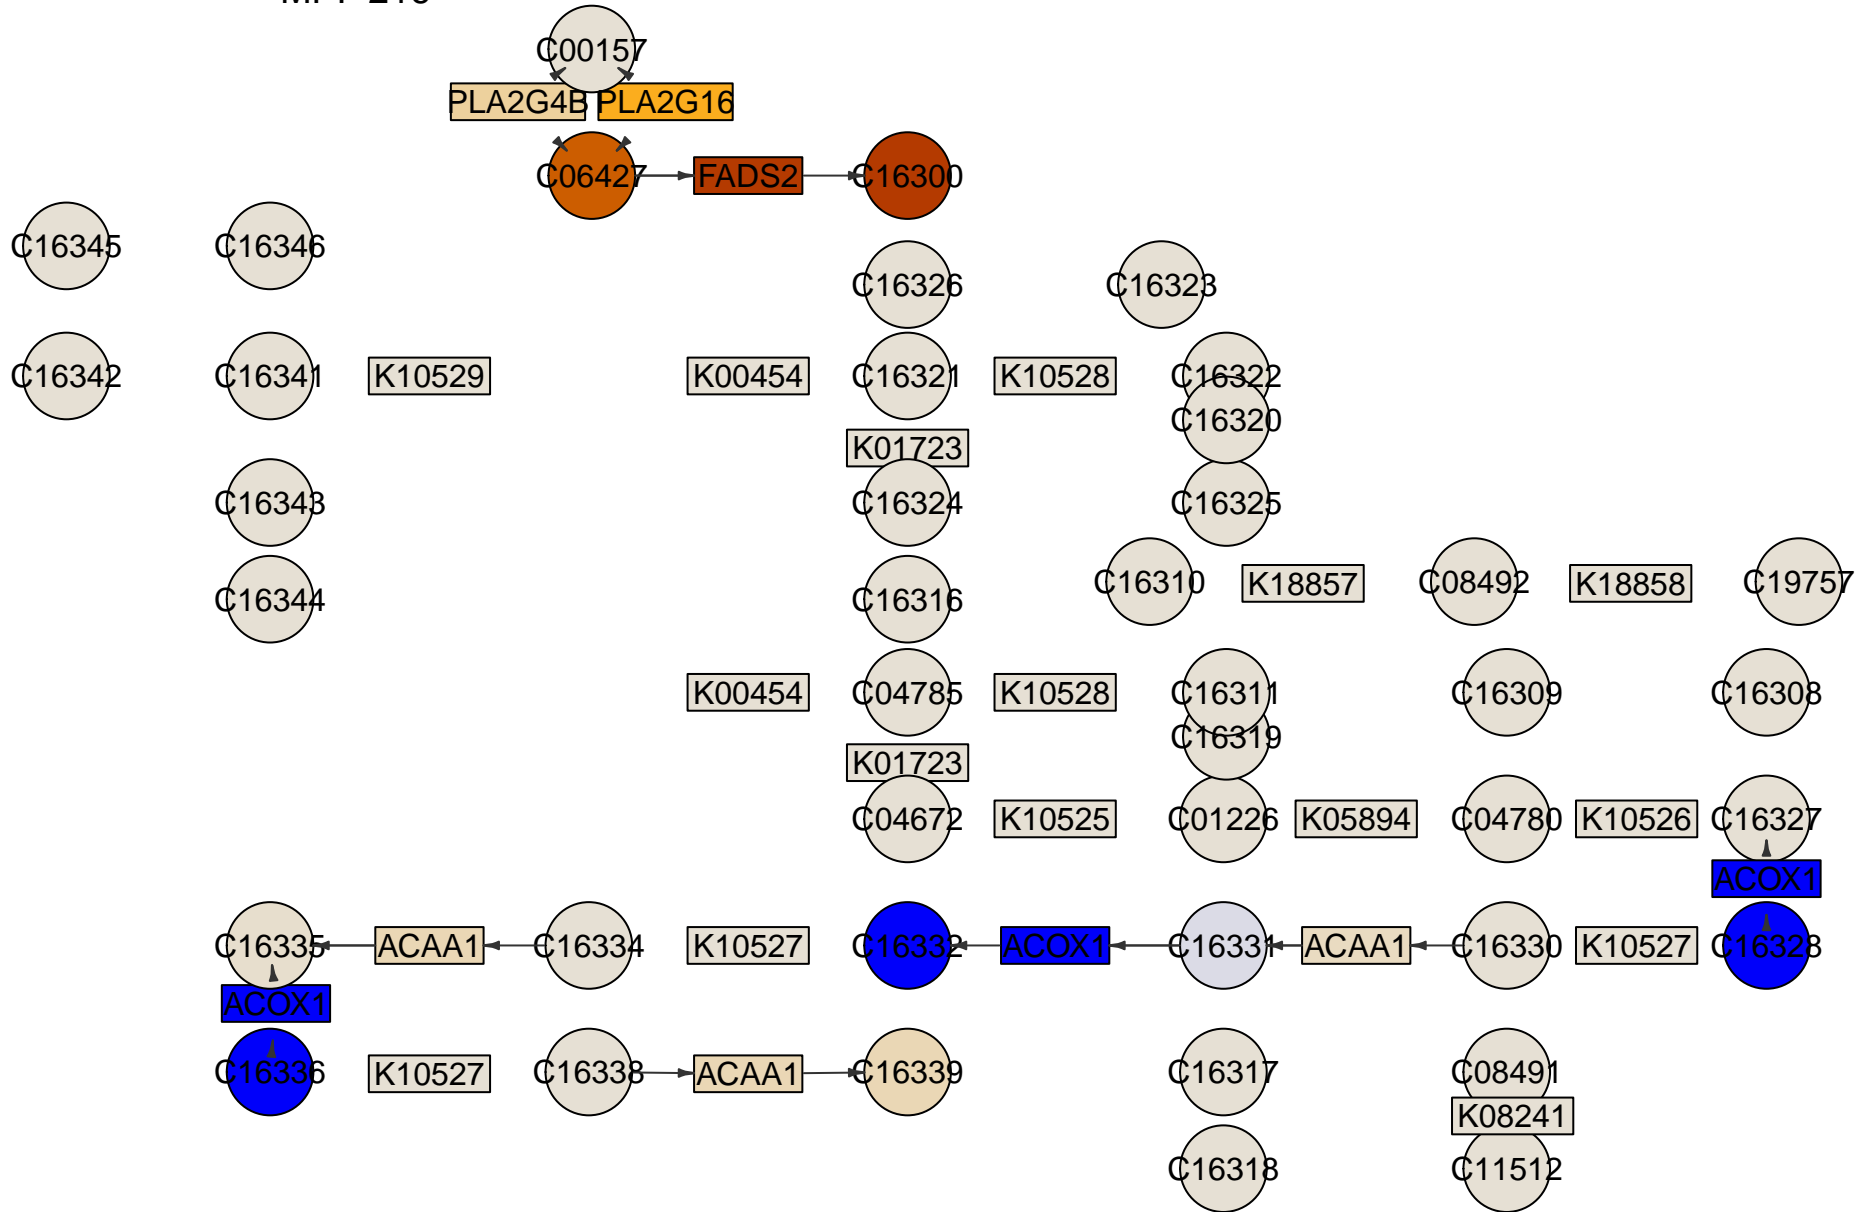 C00157
PLA2G4B PLA2G16
C06427 FADS2 C16300
C16345 C16346
C16326 C16323
C16342 C16341 K10529 K00454 C16321 K10528 C16322
C16320
K01723
C16343 C16324 C16325
C16310 K18857 C08492 K18858 C19757
C16344 C16316
K00454 C04785 K10528 C16311 C16309 C16308
C16319
K01723
C04672 K10525 C01226 K05894 C04780 K10526 C16327
ACOX1
C16335 ACAA1 C16334 K10527 C16332 ACOX1 C16331 ACAA1 C16330 K10527 C16328
ACOX1
C16336 K10527 C16338 ACAA1 C16339 C16317 C08491
K08241
C16318 C11512